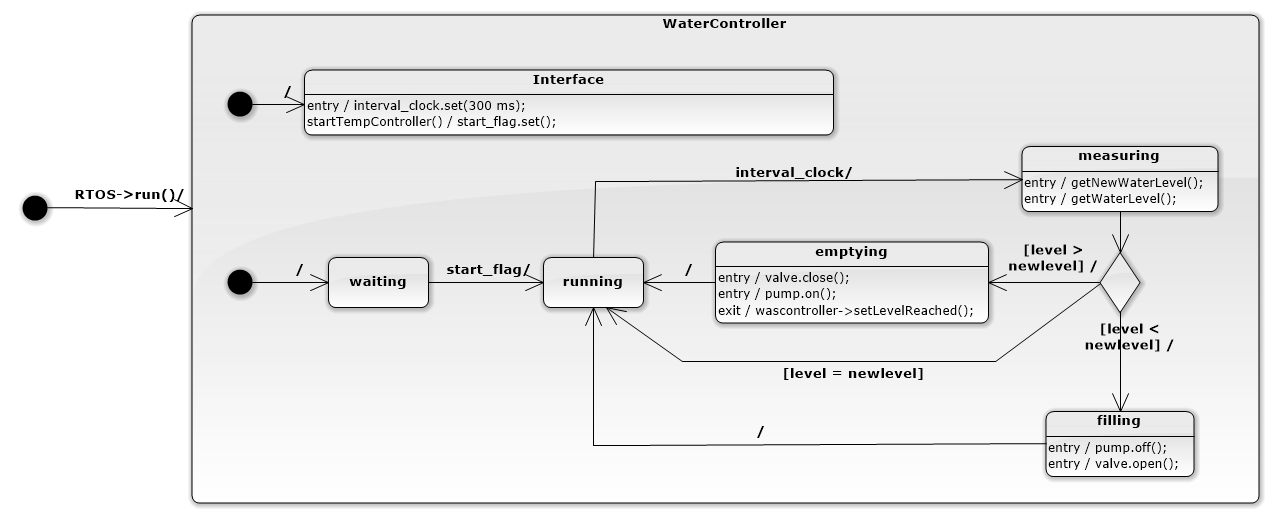 WaterController
/
Interface
entry / interval_clock.set(300 ms);
startTempController() / start_flag.set();
RTOS->run()/
interval_clock/
measuring
entry / getNewWaterLevel();
entry / getWaterLevel();
/
waiting
start_flag/
running
/
emptying
entry / valve.close();
entry / pump.on();
exit / wascontroller->setLevelReached();
[level >
newlevel] /
[level <
newlevel] /
[level = newlevel]
/
filling
entry / pump.off();
entry / valve.open();